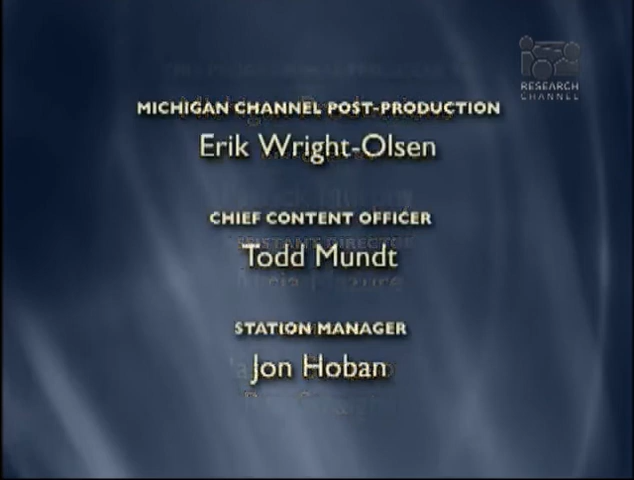 RESEARCH
CHANNEL
MICHIGAN CHANNEL POST-PRODUCTION
Erik Wright-Olsen
CHIEF CONTENT OFFICER
Todd Mundt
STATION MANAGER
Jon Hoban